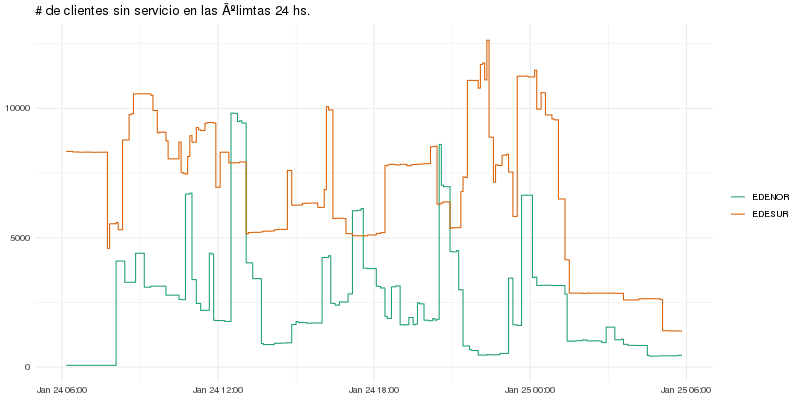 # de clientes sin servicio en las Ãºlimtas 24 hs.
10000
5000
0
Jan 24 06:00
Jan 24 12:00
Jan 24 18:00
Jan 25 00:00
Jan 25 06:00
EDENOR
EDESUR